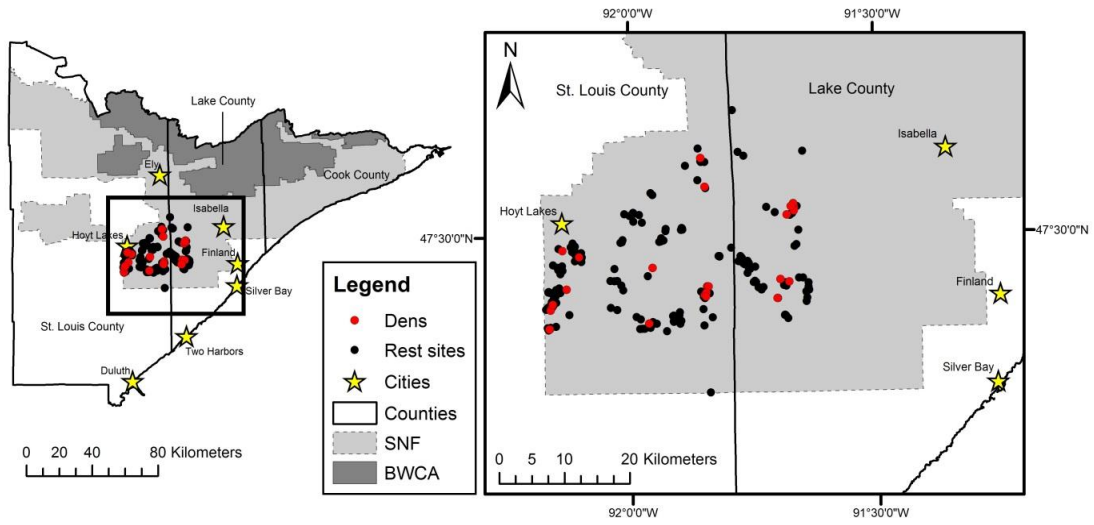 Lake County
Ely
Cook County
Isabella
Hoyt Lakes
Finland
Silver Bay
St. Louis County
Two Harbors
Duluth
0 20 40 80 Kilometers
Legend
Dens
Rest sites
Cities
Counties
SNF
BWCA
92°0'0"W 91°30'0"W
N
St. Louis County
Lake County
Isabella
Hoyt Lakes
47°30'0"N
47°30'0"N
Finland
Silver Bay
0 5 10 20 Kilometers
92°0'0"W 91°30'0"W